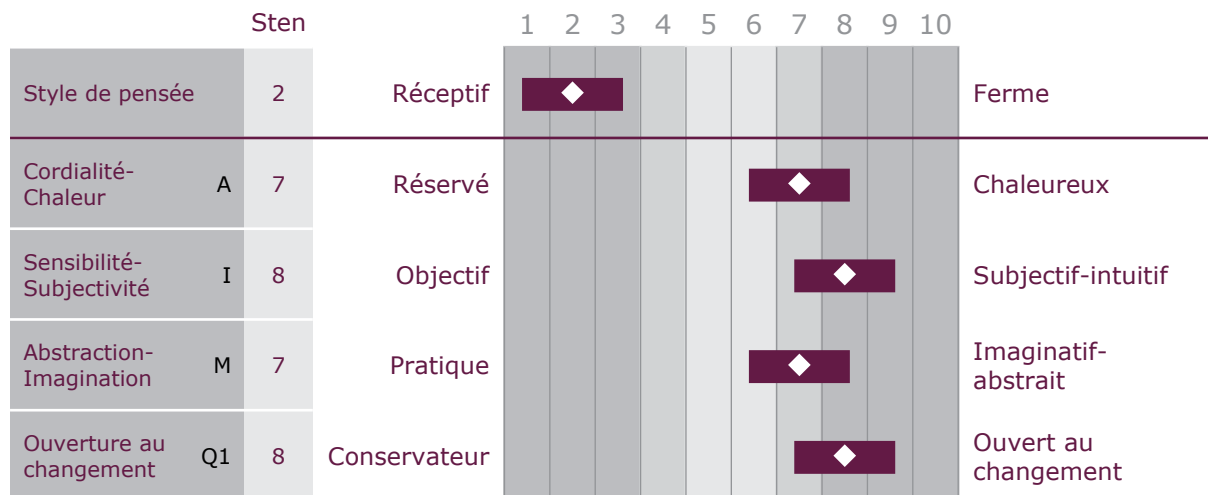 Sten 1 2 3 4 5 6 7 8 9 10
Style de pensée 2 Réceptif Ferme
Cordialité-
Chaleur A 7 Réservé Chaleureux
Sensibilité-
Subjectivité I 8 Objectif Subjectif-intuitif
Abstraction-
Imagination M 7 Pratique Imaginatif-
abstrait
Ouverture au
changement Q1 8 Conservateur Ouvert au
changement